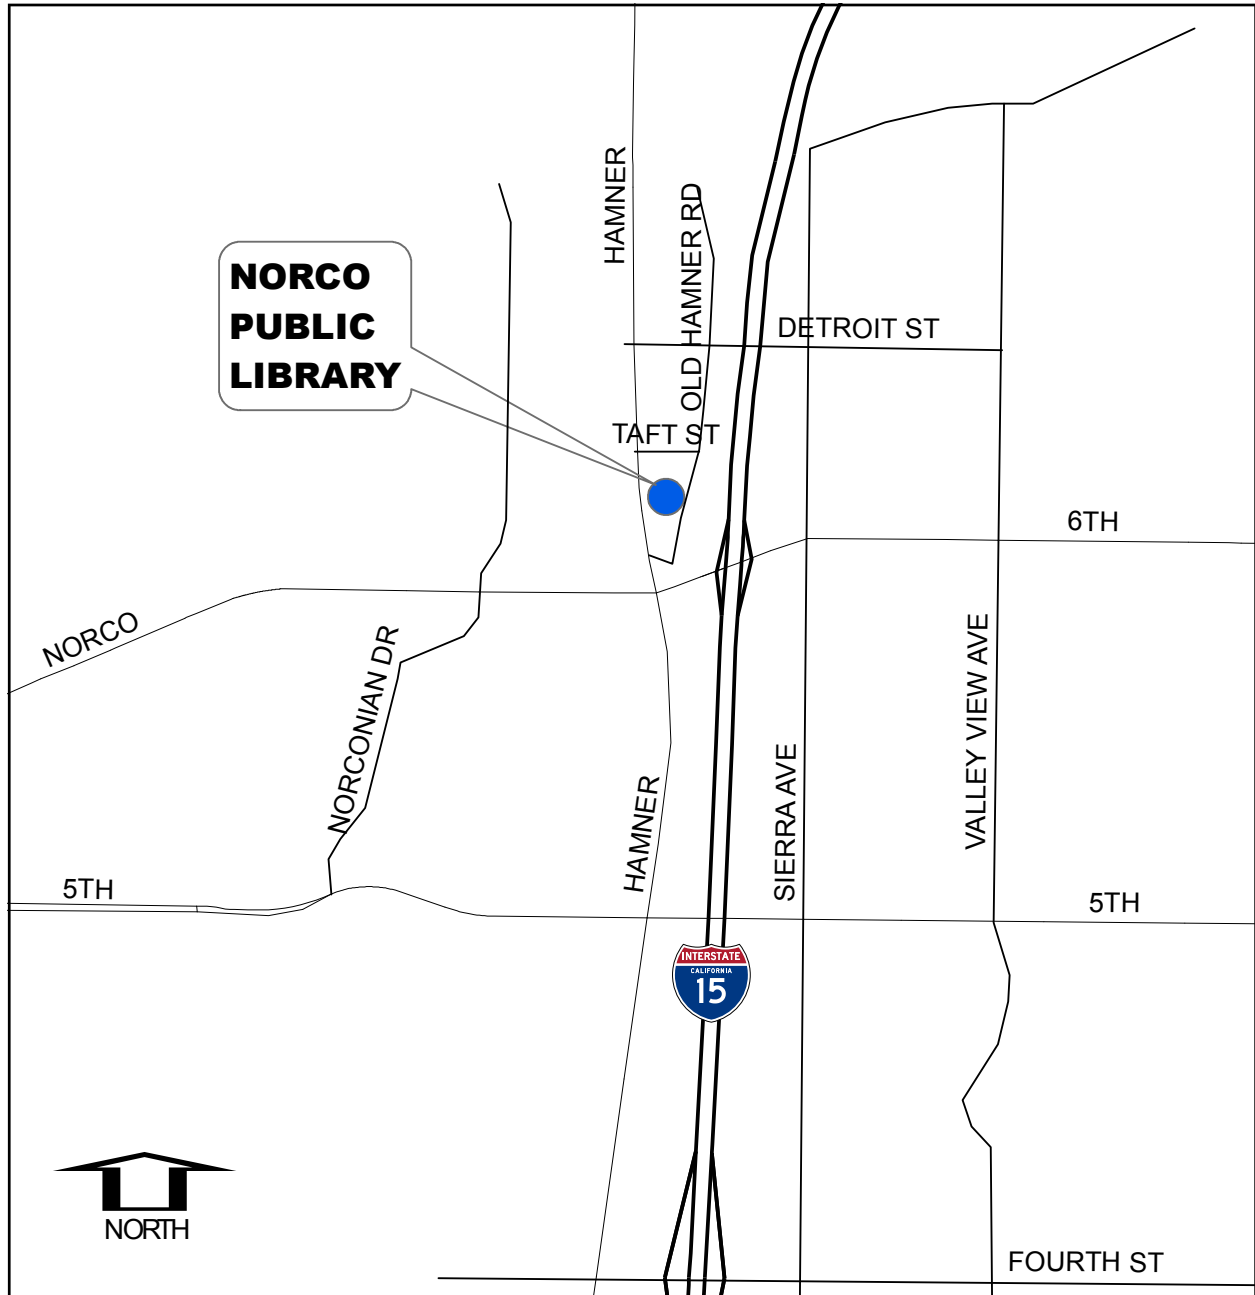 HAMNER
OLD HAMNER RD
NORCO
PUBLIC
LIBRARY
DETROIT ST
TAFT ST
6TH
NORCO
NORCONIAN DR
VALLEY VIEW AVE
SIERRA AVE
HAMNER
5TH
5TH
INTERSTATE
CALIFORNIA
15
NORTH
FOURTH ST